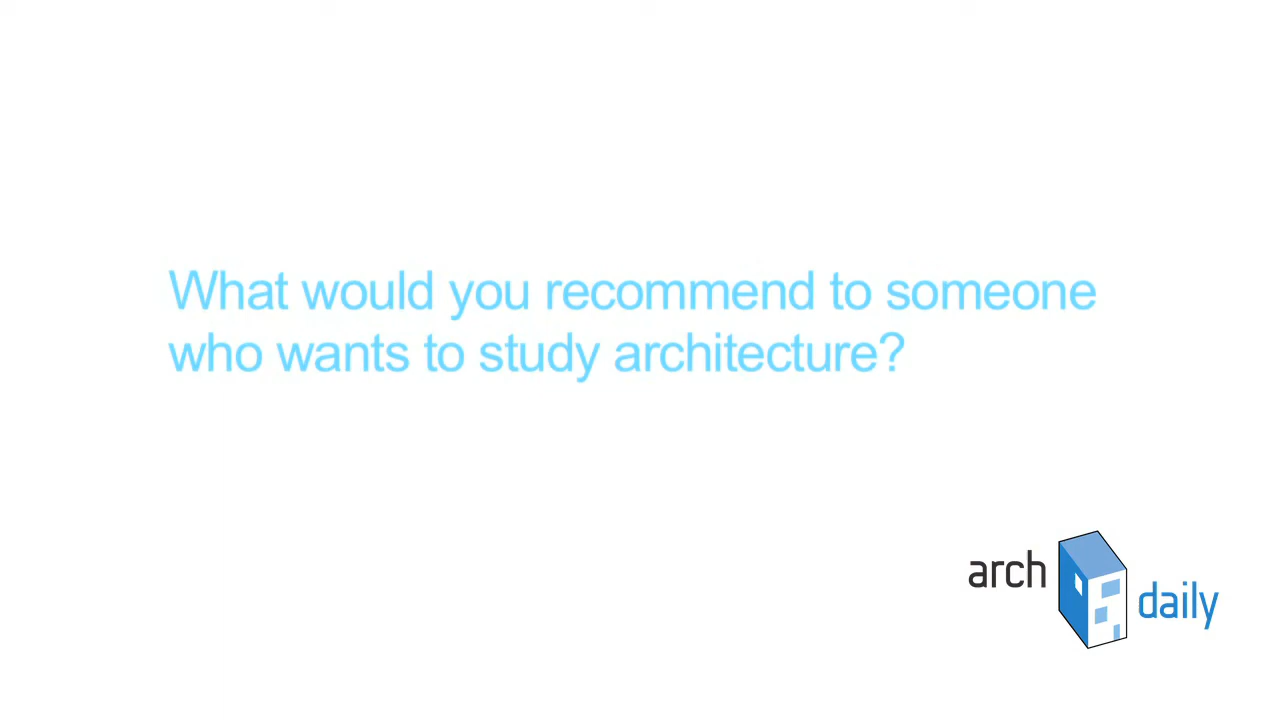 What would you recommend to someone
who wants to study architecture?
arch
daily